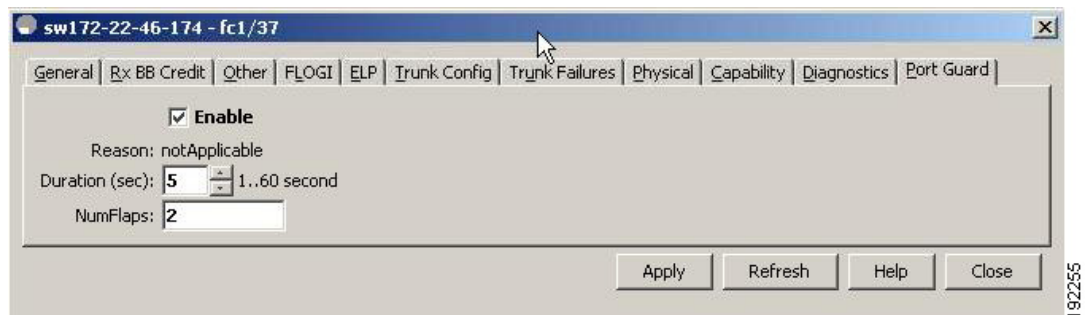 sw172-22-46-174 - fc1/37
General Rx BB Credit Other FLOGI ELP Trunk Config Trunk Failures Physical Capability Diagnostics Port Guard
Enable
Reason: notApplicable
Duration (sec): 5 1..60 second
NumFlaps: 2
Apply Refresh Help Close
192255